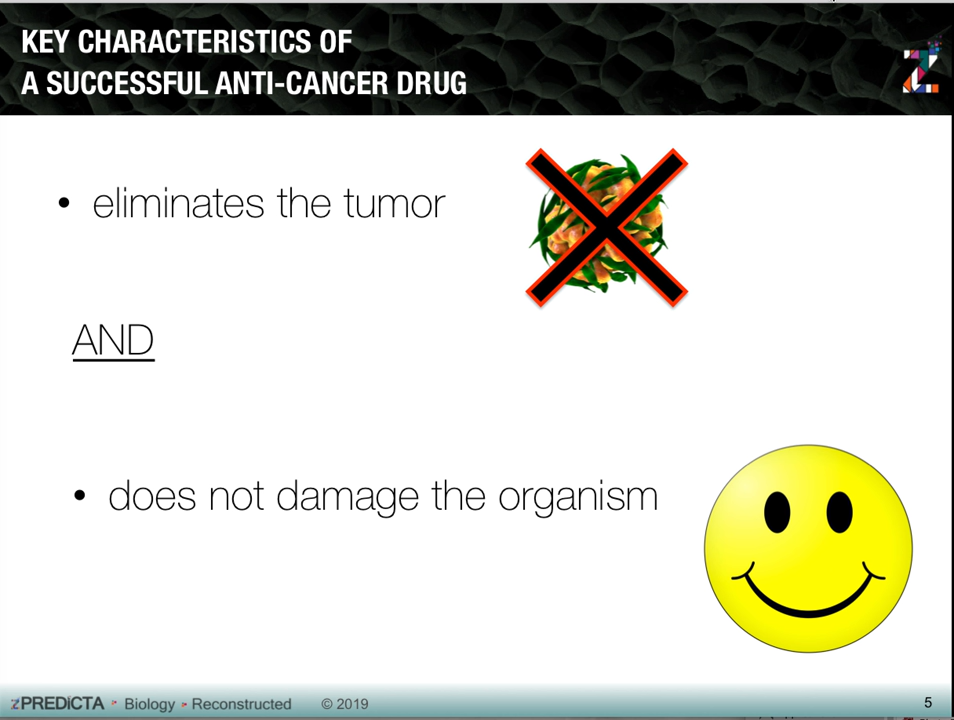 KEY CHARACTERISTICS OF
A SUCCESSFUL ANTI-CANCER DRUG
• eliminates the tumor
AND
• does not damage the organism
zPREDiCTA Biology Reconstructed © 2019
5